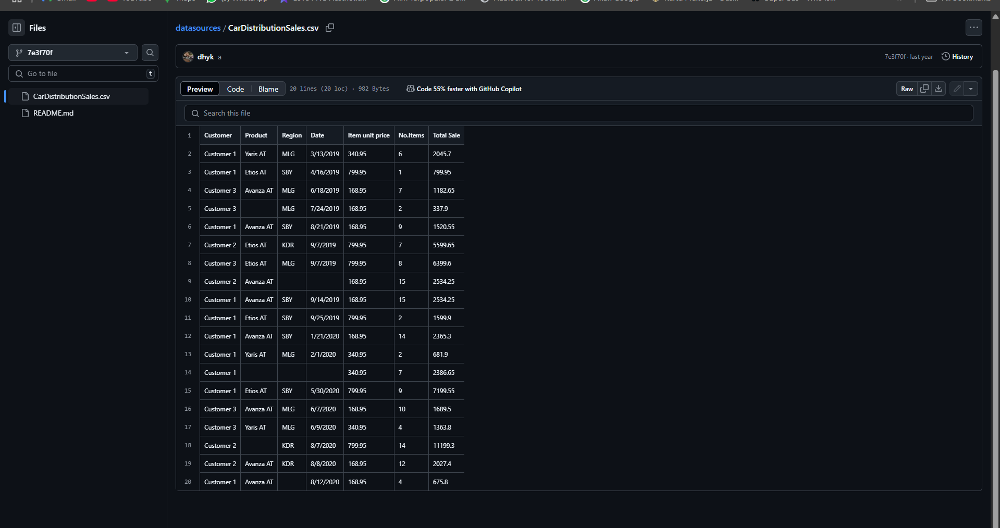 Files
7e3f70f
Go to file
t
CarDistributionSales.csv
README.md
datasources / CarDistributionSales.csv
dhyk a
7e3f70f · last year
History
Preview Code Blame
20 lines (20 loc) · 982 Bytes
Code 55% faster with GitHub Copilot
Raw
Search this file
1 Customer Product Region Date Item unit price No.Items Total Sale
2 Customer 1 Yaris AT MLG 3/13/2019 340.95 6 2045.7
3 Customer 1 Etios AT SBY 4/16/2019 799.95 1 799.95
4 Customer 3 Avanza AT MLG 6/18/2019 168.95 7 1182.65
5 Customer 3 MLG 7/24/2019 168.95 2 337.9
6 Customer 1 Avanza AT SBY 8/21/2019 168.95 9 1520.55
7 Customer 2 Etios AT KDR 9/7/2019 799.95 7 5599.65
8 Customer 3 Etios AT MLG 9/7/2019 799.95 8 6399.6
9 Customer 2 Avanza AT 168.95 15 2534.25
10 Customer 1 Avanza AT SBY 9/14/2019 168.95 15 2534.25
11 Customer 1 Etios AT SBY 9/25/2019 799.95 2 1599.9
12 Customer 1 Avanza AT SBY 1/21/2020 168.95 14 2365.3
13 Customer 1 Yaris AT MLG 2/1/2020 340.95 2 681.9
14 Customer 1 340.95 7 2386.65
15 Customer 1 Etios AT SBY 5/30/2020 799.95 9 7199.55
16 Customer 3 Avanza AT MLG 6/7/2020 168.95 10 1689.5
17 Customer 3 Yaris AT MLG 6/9/2020 340.95 4 1363.8
18 Customer 2 KDR 8/7/2020 799.95 14 11199.3
19 Customer 2 Avanza AT KDR 8/8/2020 168.95 12 2027.4
20 Customer 1 Avanza AT 8/12/2020 168.95 4 675.8